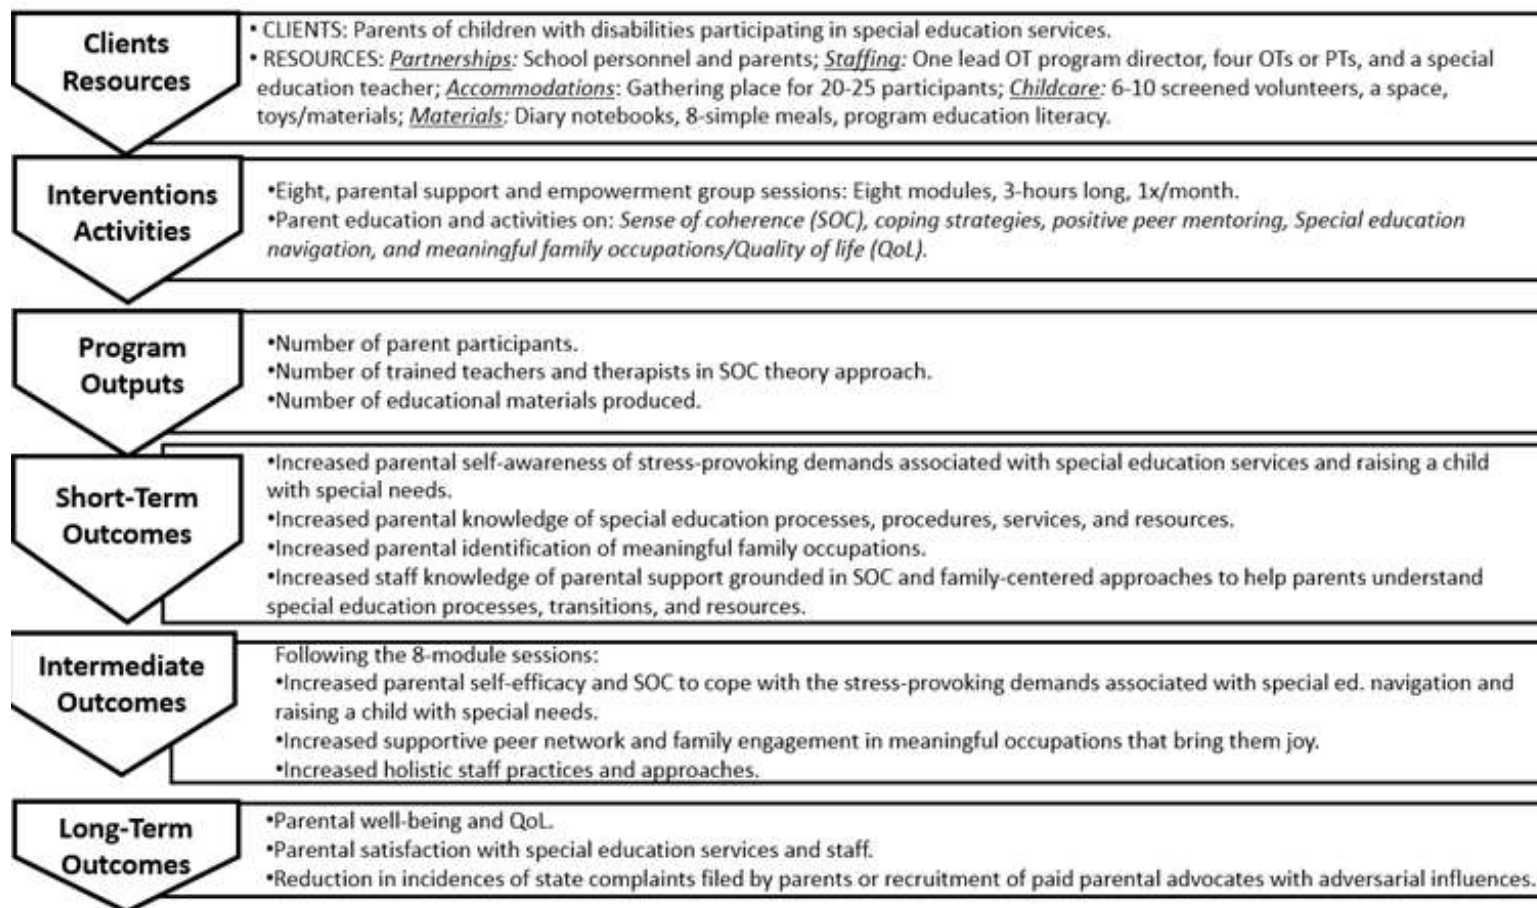 Clients
Resources
• CLIENTS: Parents of children with disabilities participating in special education services.
• RESOURCES: Partnerships: School personnel and parents; Staffing: One lead OT program director, four OTs or PTs, and a special
education teacher; Accommodations: Gathering place for 20-25 participants; Childcare: 6-10 screened volunteers, a space,
toys/materials; Materials: Diary notebooks, 8-simple meals, program education literacy.
Interventions
Activities
•Eight, parental support and empowerment group sessions: Eight modules, 3-hours long, 1x/month.
•Parent education and activities on: Sense of coherence (SOC), coping strategies, positive peer mentoring, Special education
navigation, and meaningful family occupations/Quality of life (QoL).
Program
Outputs
•Number of parent participants.
•Number of trained teachers and therapists in SOC theory approach.
•Number of educational materials produced.
Short-Term
Outcomes
•Increased parental self-awareness of stress-provoking demands associated with special education services and raising a child
with special needs.
•Increased parental knowledge of special education processes, procedures, services, and resources.
•Increased parental identification of meaningful family occupations.
•Increased staff knowledge of parental support grounded in SOC and family-centered approaches to help parents understand
special education processes, transitions, and resources.
Intermediate
Outcomes
Following the 8-module sessions:
•Increased parental self-efficacy and SOC to cope with the stress-provoking demands associated with special ed. navigation and
raising a child with special needs.
•Increased supportive peer network and family engagement in meaningful occupations that bring them joy.
•Increased holistic staff practices and approaches.
Long-Term
Outcomes
•Parental well-being and QoL.
•Parental satisfaction with special education services and staff.
•Reduction in incidences of state complaints filed by parents or recruitment of paid parental advocates with adversarial influences.